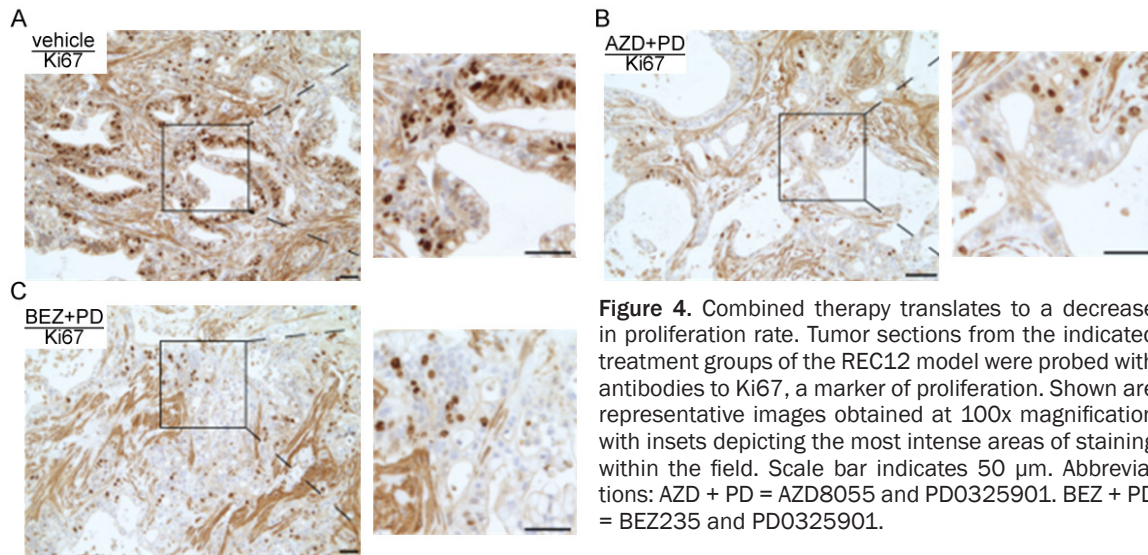 A
vehicle
Ki67
B
AZD+PD
Ki67
C
BEZ+PD
Ki67
Figure 4. Combined therapy translates to a decrease
in proliferation rate. Tumor sections from the indicated
treatment groups of the REC12 model were probed with
antibodies to Ki67, a marker of proliferation. Shown are
representative images obtained at 100x magnification
with insets depicting the most intense areas of staining
within the field. Scale bar indicates 50 μm. Abbrevia-
tions: AZD + PD = AZD8055 and PD0325901. BEZ + PD
= BEZ235 and PD0325901.